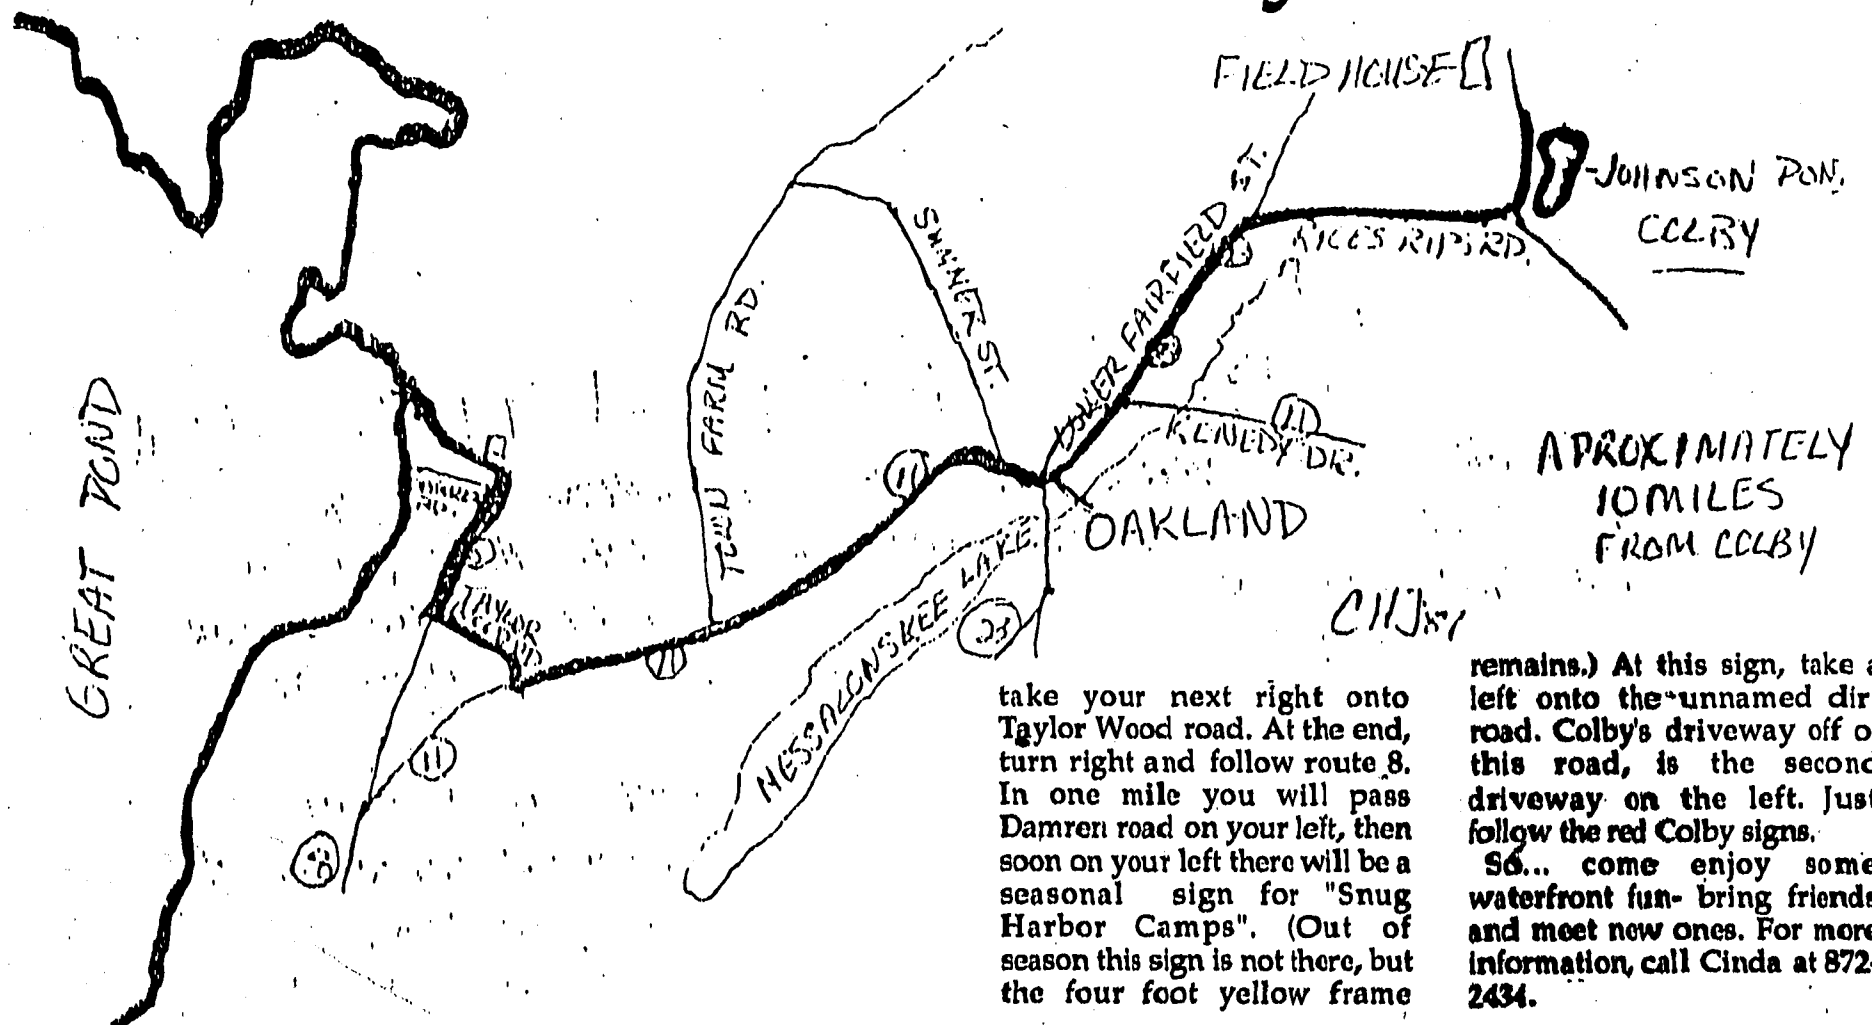 FIELD HOUSE
JOHNSON PON.
COLBY
RICES RIPS RD.
UPPER FAIRFIELD ST.
SUMNER ST.
TOWN FARM RD.
11
KENEDY DR.
11
OAKLAND
APROXIMATELY
10 MILES
FROM COLBY
GREAT POND
TAYLOR
11
MESSALONSKEE LAKE
23
11
8
take your next right onto
Taylor Wood road. At the end,
turn right and follow route 8.
In one mile you will pass
Damren road on your left, then
soon on your left there will be a
seasonal sign for "Snug
Harbor Camps". (Out of
season this sign is not there, but
the four foot yellow frame
remains.) At this sign, take a
left onto the unnamed dir
road. Colby's driveway off o
this road, is the second
driveway on the left. Just
follow the red Colby signs.
So... come enjoy some
waterfront fun- bring friends
and meet new ones. For more
information, call Cinda at 872-
2434.